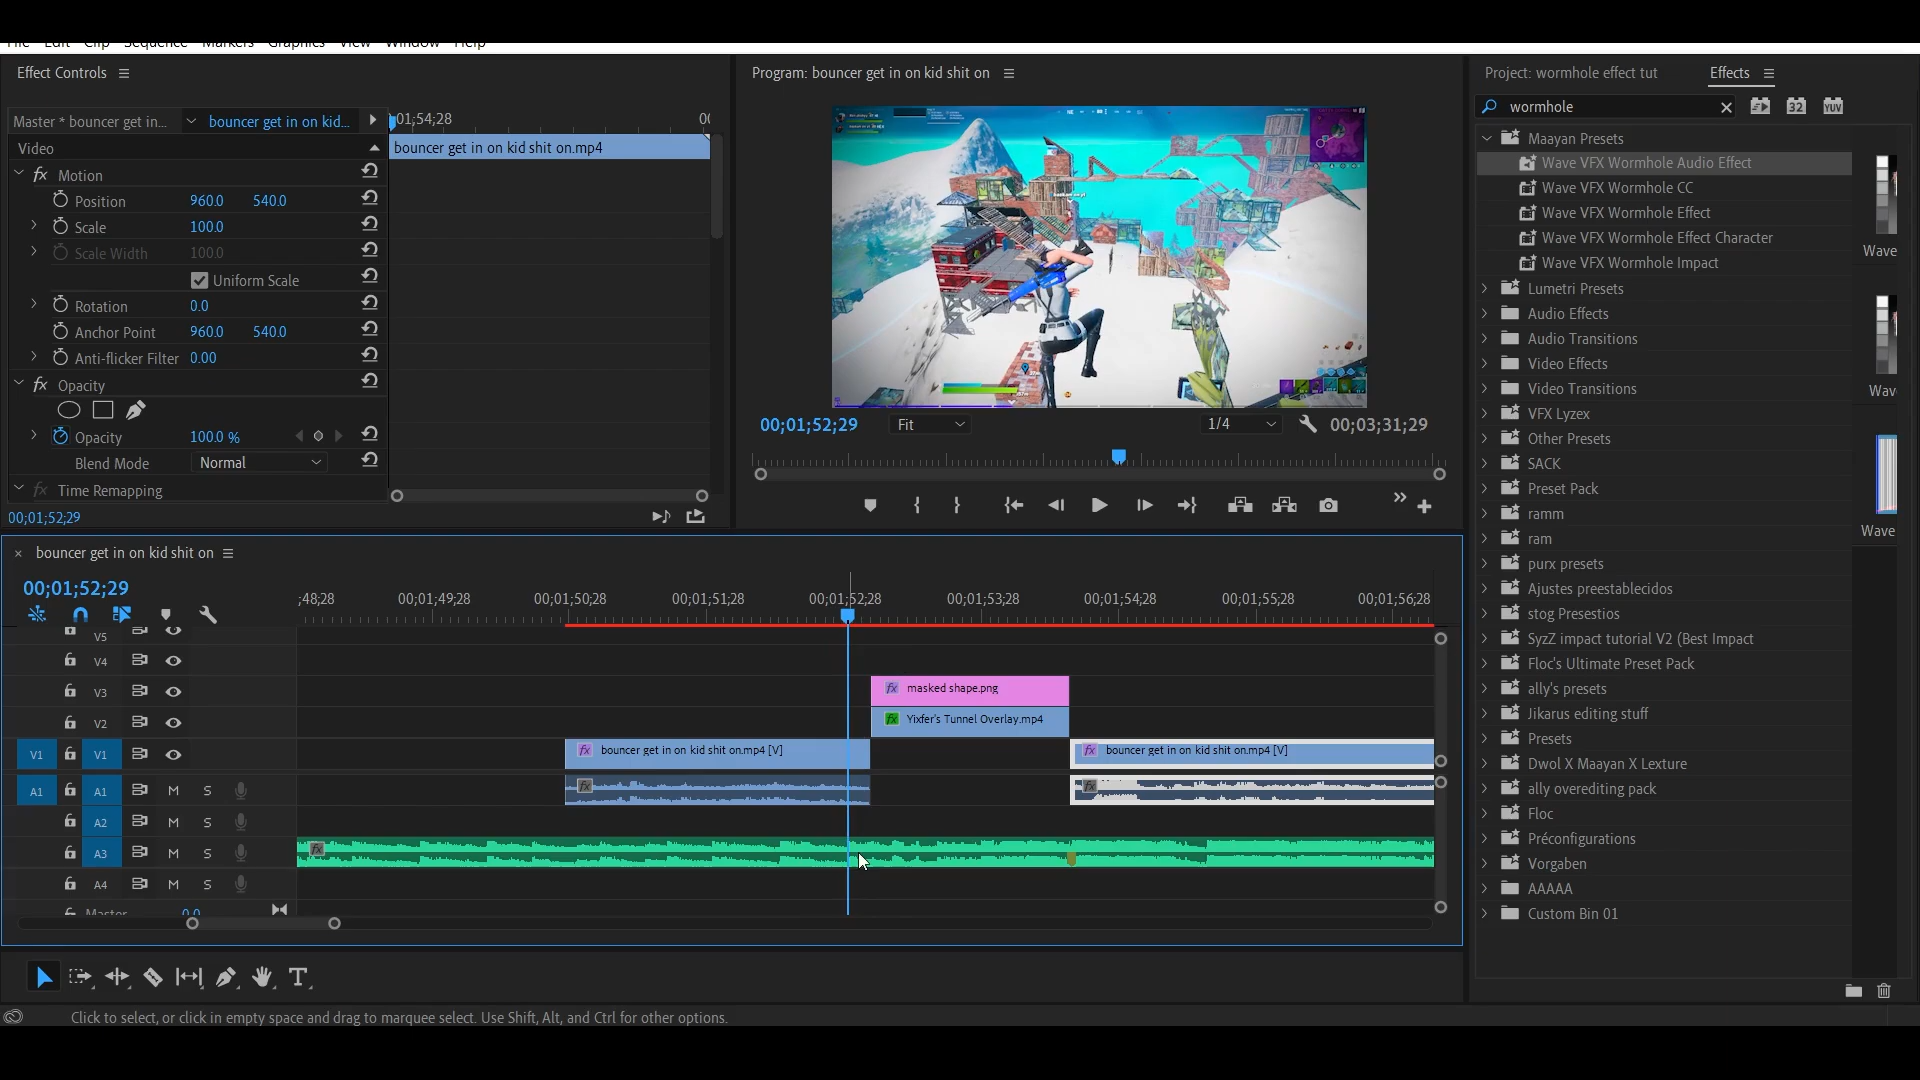 File Edit Clip Sequence Markers Graphics View Window Help
Effect Controls
Master * bouncer get in... bouncer get in on kid...
Video
Motion
Position 960.0 540.0
Scale 100.0
Scale Width 100.0
Uniform Scale
Rotation 0.0
Anchor Point 960.0 540.0
Anti-flicker Filter 0.00
Opacity
Opacity 100.0 %
Blend Mode Normal
Time Remapping
00;01;52;29
01;54;28
bouncer get in on kid shit on.mp4
Program: bouncer get in on kid shit on
00;01;52;29 Fit 1/4 00;03;31;29
Project: wormhole effect tut Effects
wormhole
32 YUV
Maayan Presets
Wave VFX Wormhole Audio Effect
Wave VFX Wormhole CC
Wave VFX Wormhole Effect
Wave VFX Wormhole Effect Character
Wave VFX Wormhole Impact
Lumetri Presets
Audio Effects
Audio Transitions
Video Effects
Video Transitions
VFX Lyzex
Other Presets
SACK
Preset Pack
ramm
ram
purx presets
Ajustes preestablecidos
stog Presestios
SyzZ impact tutorial V2 (Best Impact
Floc's Ultimate Preset Pack
ally's presets
Jikarus editing stuff
Presets
Dwol X Maayan X Lexture
ally overediting pack
Floc
Préconfigurations
Vorgaben
AAAAA
Custom Bin 01
Wave
Wav
Wave
bouncer get in on kid shit on
00;01;52;29
;48;28 00;01;49;28 00;01;50;28 00;01;51;28 00;01;52;28 00;01;53;28 00;01;54;28 00;01;55;28 00;01;56;28
V5
V4
V3 fx masked shape.png
V2 fx Yixfer's Tunnel Overlay.mp4
V1 V1 fx bouncer get in on kid shit on.mp4 [V] fx bouncer get in on kid shit on.mp4 [V]
A1 A1 M S fx fx
A2 M S
A3 M S fx
A4 M S
Master 0.0
Click to select, or click in empty space and drag to marquee select. Use Shift, Alt, and Ctrl for other options.